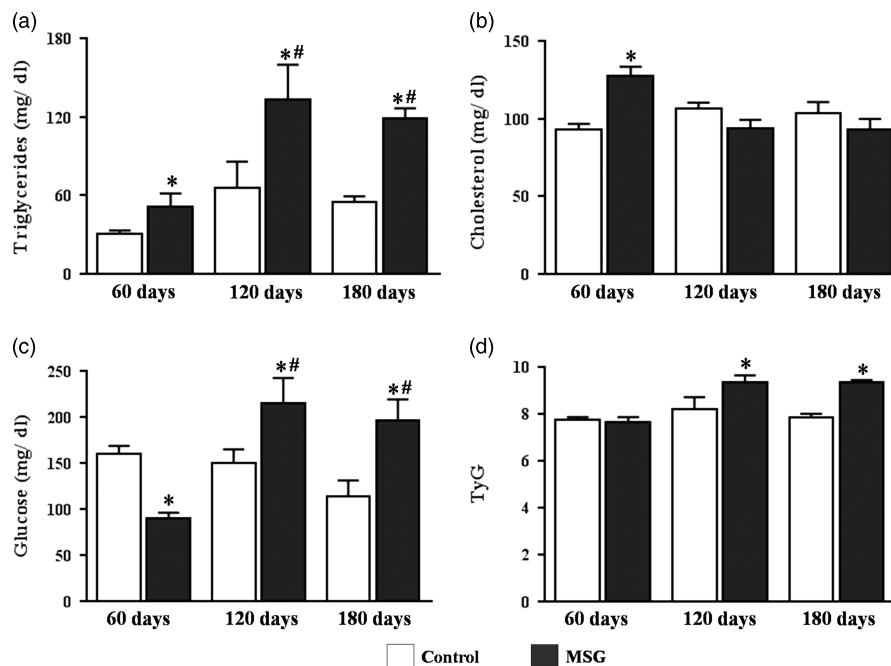 (a)
Triglycerides (mg/ dl)
180
120
60
0
*
*#
*#
60 days
120 days
180 days
(b)
Cholesterol (mg/ dl)
150
100
50
0
*
60 days
120 days
180 days
(c)
Glucose (mg/ dl)
250
200
150
100
50
0
*
*#
*#
60 days
120 days
180 days
(d)
TyG
10
8
6
4
2
0
*
*
60 days
120 days
180 days
Control
MSG